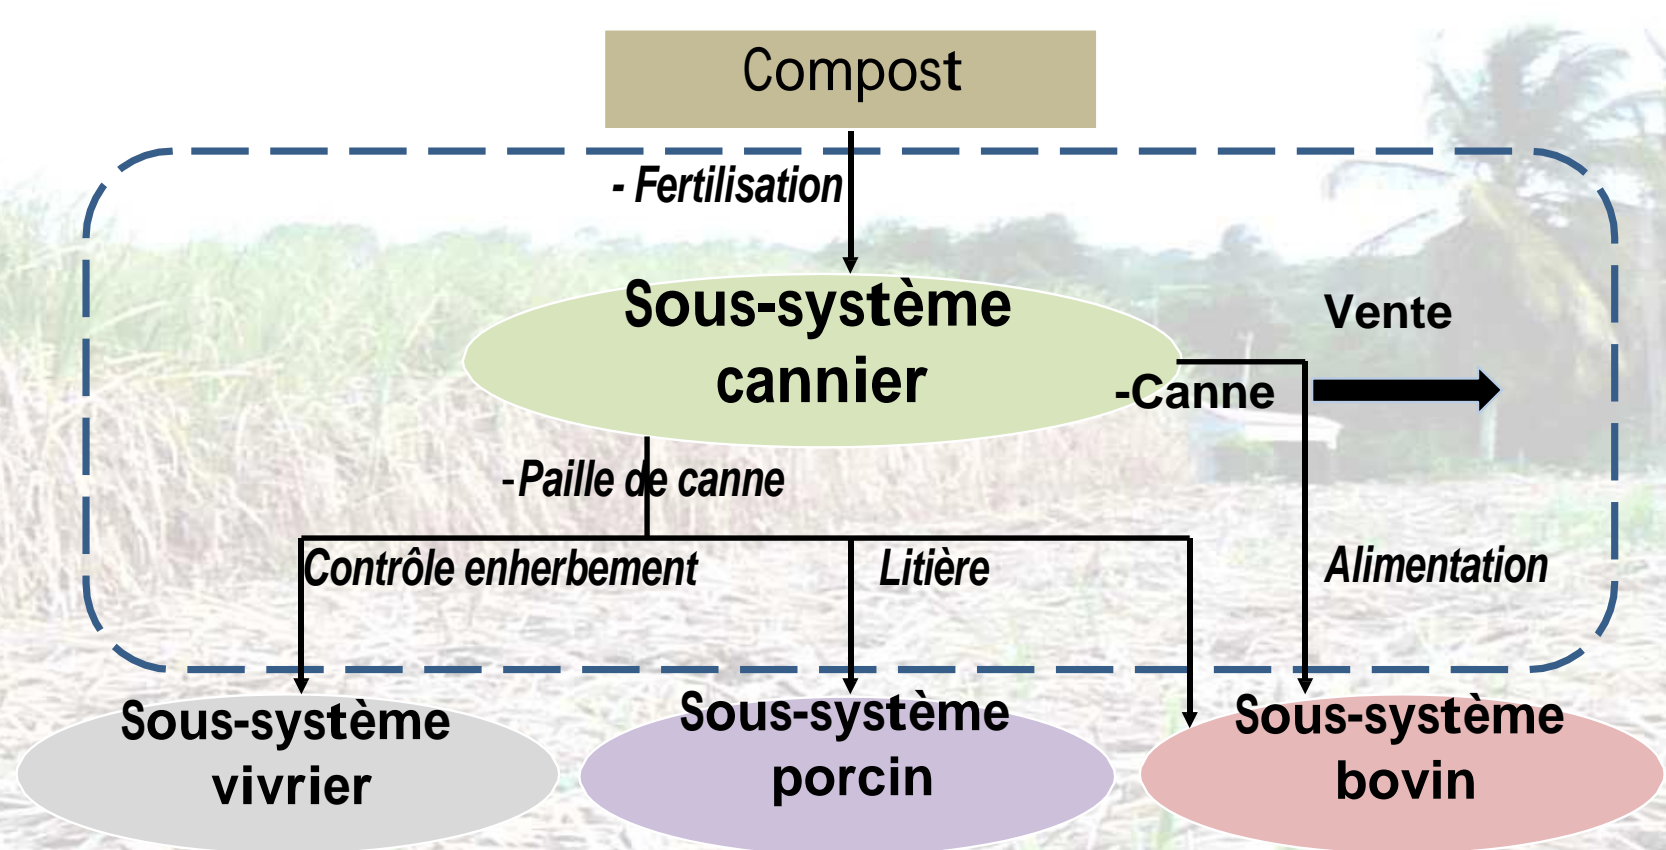 Compost
- Fertilisation
Sous-système
cannier
Vente
-Canne
-Paille de canne
Contrôle enherbement
Litière
Alimentation
Sous-système
vivrier
Sous-système
porcin
Sous-système
bovin